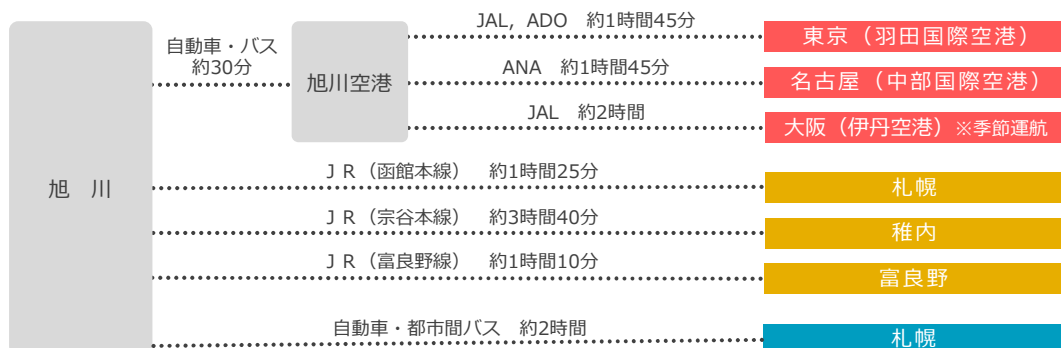 旭　川
自動車・バス
約30分
旭川空港
JAL，ADO　約1時間45分
東京（羽田国際空港）
ANA　約1時間45分
名古屋（中部国際空港）
JAL　約2時間
大阪（伊丹空港）※季節運航
ＪＲ（函館本線）　約1時間25分
札幌
ＪＲ（宗谷本線）　約3時間40分
稚内
ＪＲ（富良野線）　約1時間10分
富良野
自動車・都市間バス　約2時間
札幌